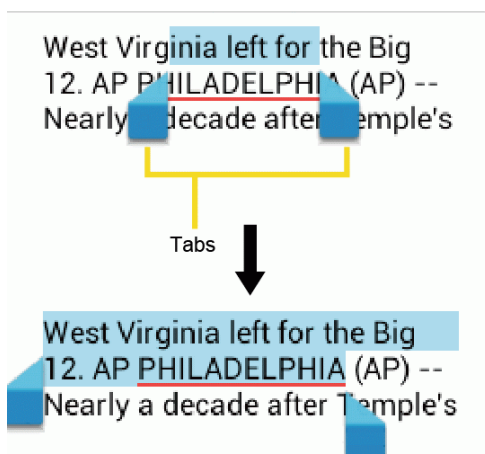 West Virginia left for the Big
12. AP PHILADELPHIA (AP) --
Nearly decade after emple's
Tabs
West Virginia left for the Big
12. AP PHILADELPHIA (AP) --
Nearly a decade after Temple's